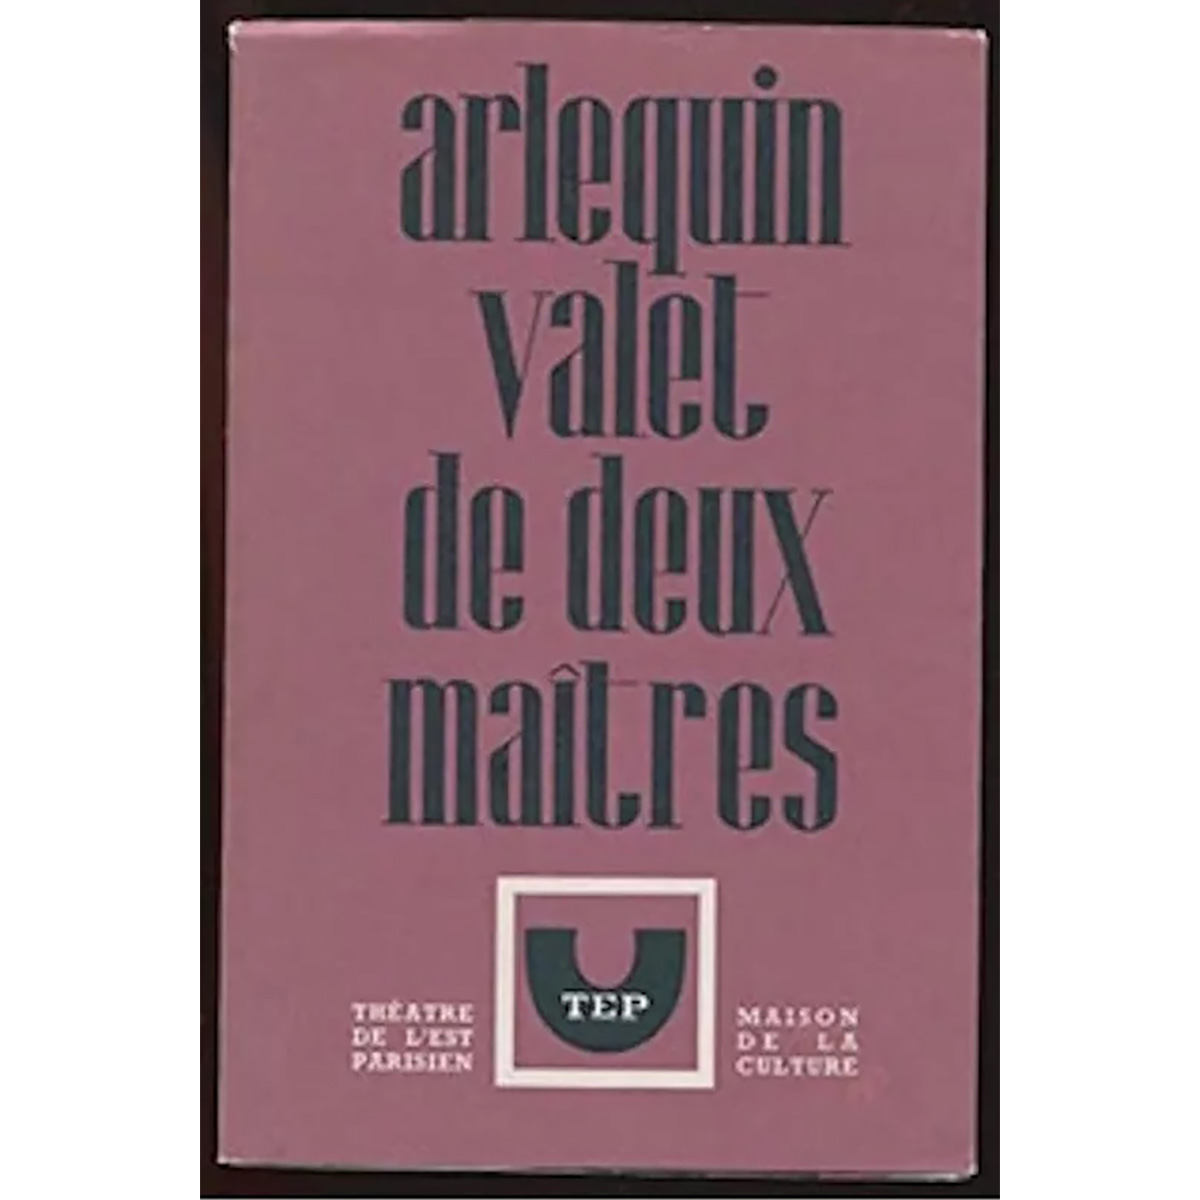 arlequin
valet
de deux
maîtres
TEP
THÉATRE
DE L'EST
PARISIEN
MAISON
DE LA
CULTURE